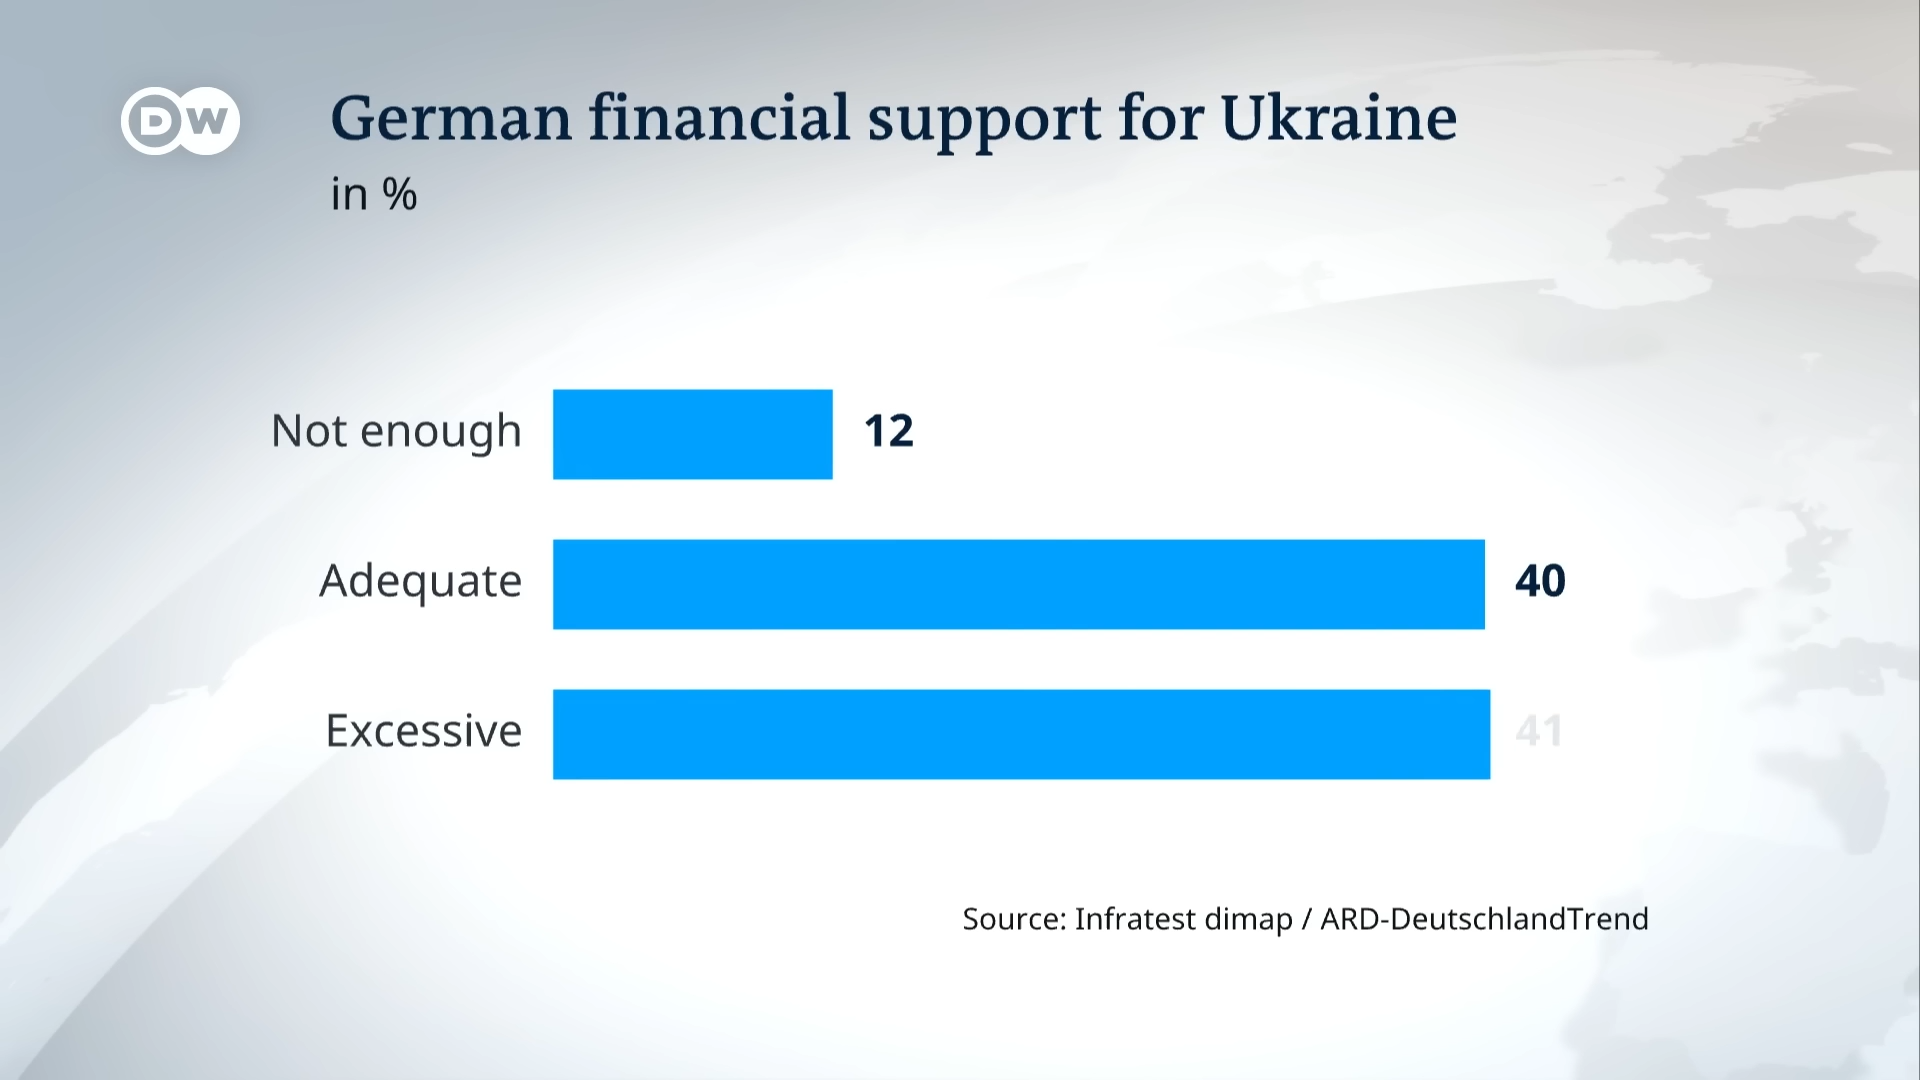 DW
German financial support for Ukraine
in %
Not enough 12
Adequate 40
Excessive 41
Source: Infratest dimap / ARD-DeutschlandTrend